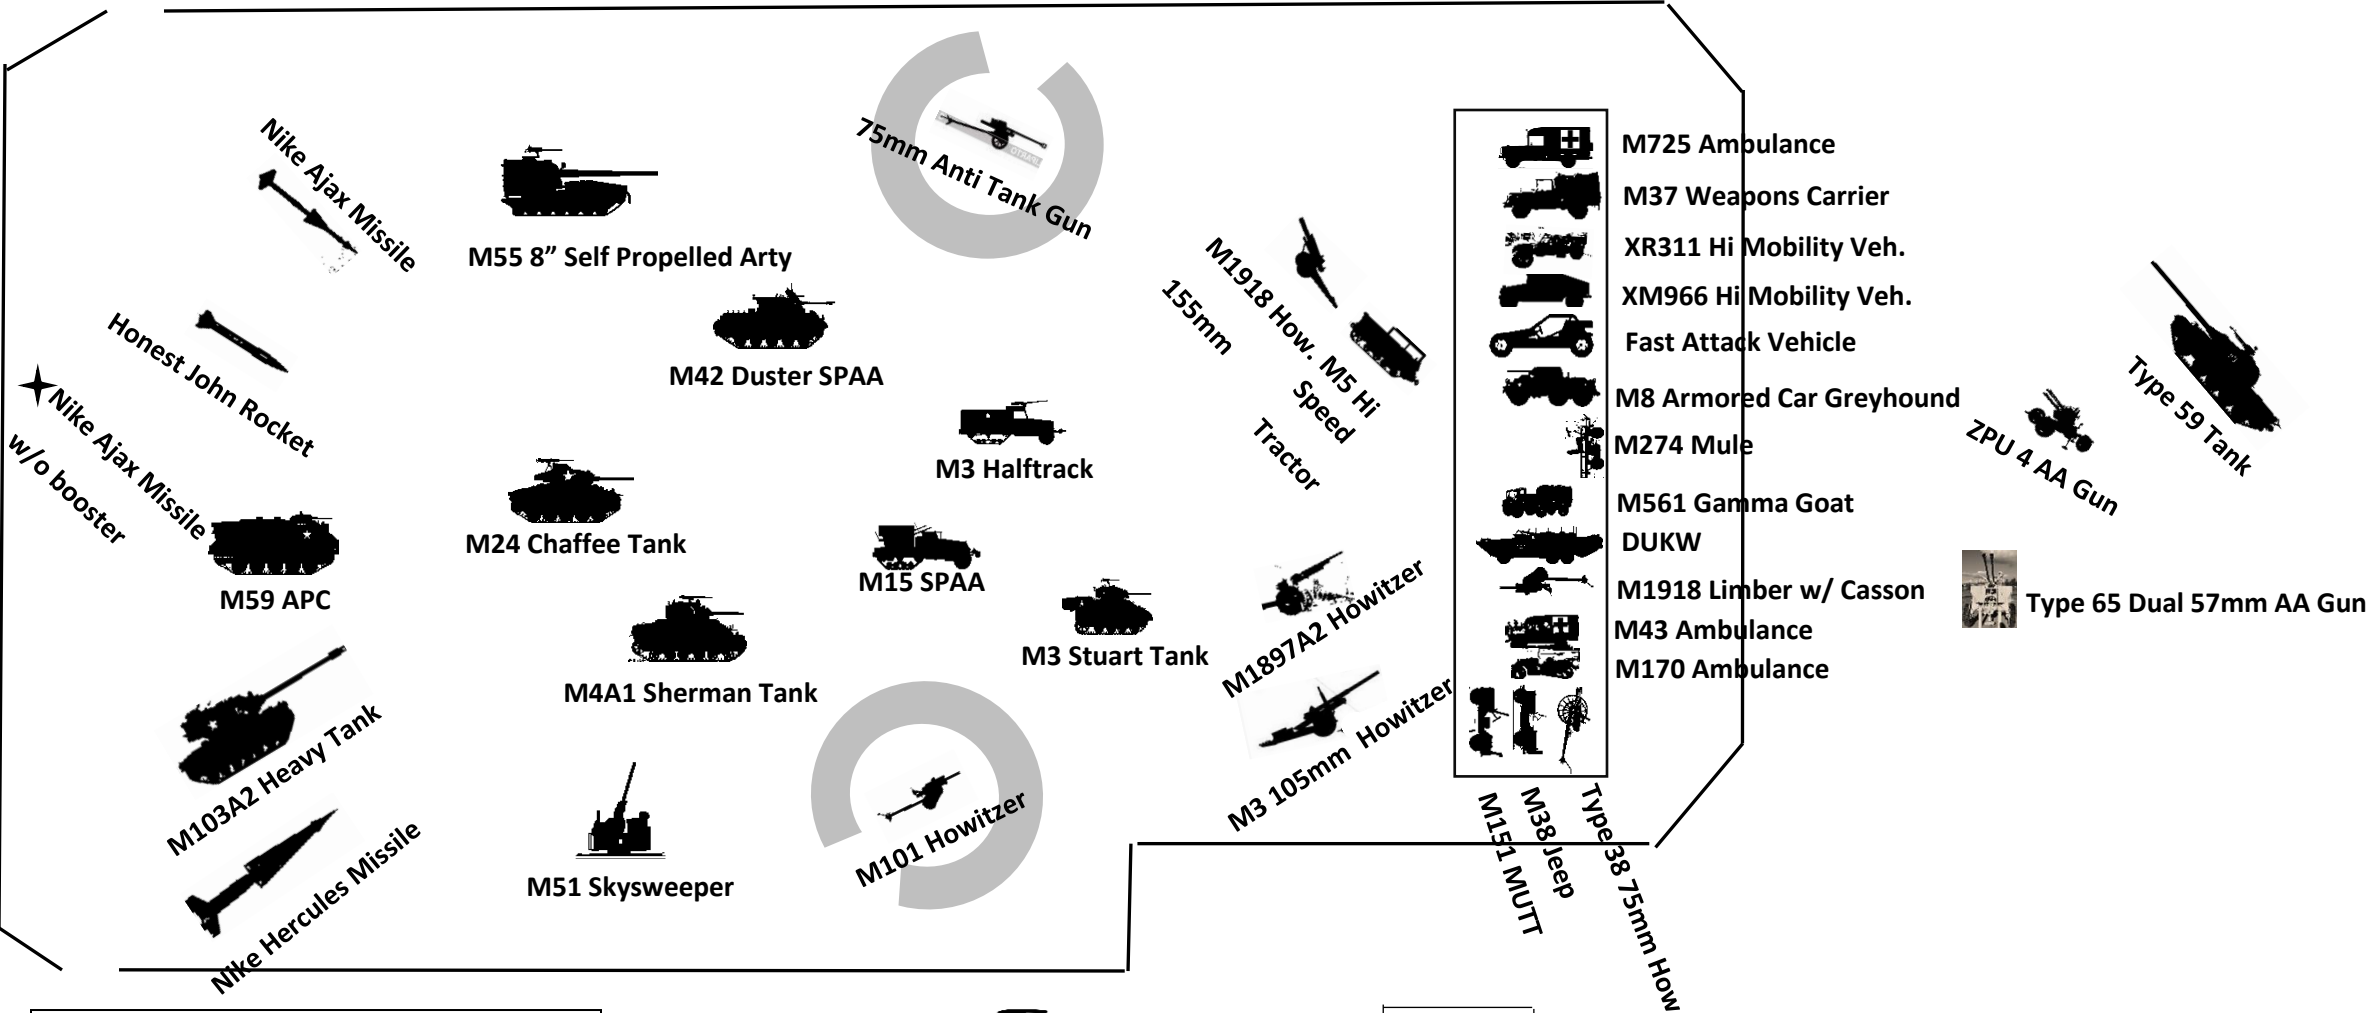 Nike Ajax Missile
M55 8” Self Propelled Arty
75mm Anti Tank Gun
Honest John Rocket
Nike Ajax Missile
w/o booster
M42 Duster SPAA
M3 Halftrack
M1918 How. M5 Hi
155mm
Speed
Tractor
M59 APC
M24 Chaffee Tank
M15 SPAA
M4A1 Sherman Tank
M3 Stuart Tank
M1897A2 Howitzer
M3 105mm Howitzer
M103A2 Heavy Tank
Nike Hercules Missile
M51 Skysweeper
M101 Howitzer
M725 Ambulance
M37 Weapons Carrier
XR311 Hi Mobility Veh.
XM966 Hi Mobility Veh.
Fast Attack Vehicle
M8 Armored Car Greyhound
M274 Mule
M561 Gamma Goat
DUKW
M1918 Limber w/ Casson
M43 Ambulance
M170 Ambulance
M151 MUTT
M38 Jeep
Type 38 75mm How
Type 59 Tank
ZPU 4 AA Gun
Type 65 Dual 57mm AA Gun